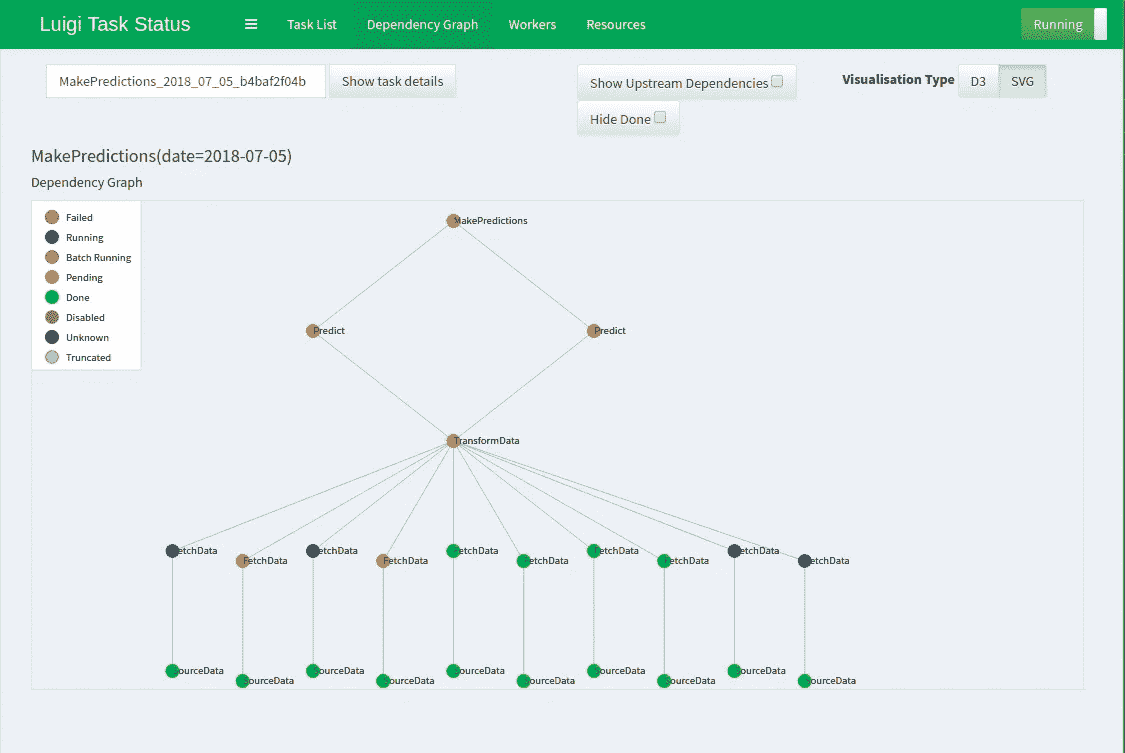 Luigi Task Status ☰ Task List Dependency Graph Workers Resources Running
MakePredictions_2018_07_05_b4baf2f04b Show task details Show Upstream Dependencies Visualisation Type D3 SVG
Hide Done
MakePredictions(date=2018-07-05)
Dependency Graph
Failed
Running
Batch Running
Pending
Done
Disabled
Unknown
Truncated
MakePredictions
Predict Predict
TransformData
FetchData FetchData FetchData FetchData FetchData FetchData FetchData FetchData FetchData FetchData
SourceData SourceData SourceData SourceData SourceData SourceData SourceData SourceData SourceData SourceData